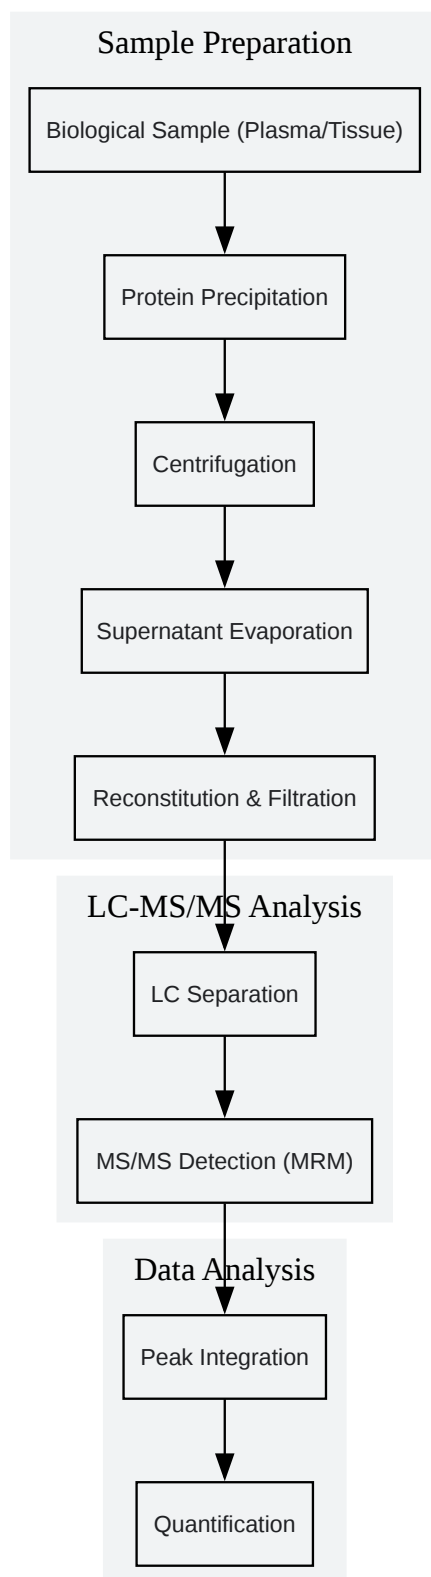 Sample Preparation
Biological Sample (Plasma/Tissue)
Protein Precipitation
Centrifugation
Supernatant Evaporation
Reconstitution & Filtration
LC-MS/MS Analysis
LC Separation
MS/MS Detection (MRM)
Data Analysis
Peak Integration
Quantification